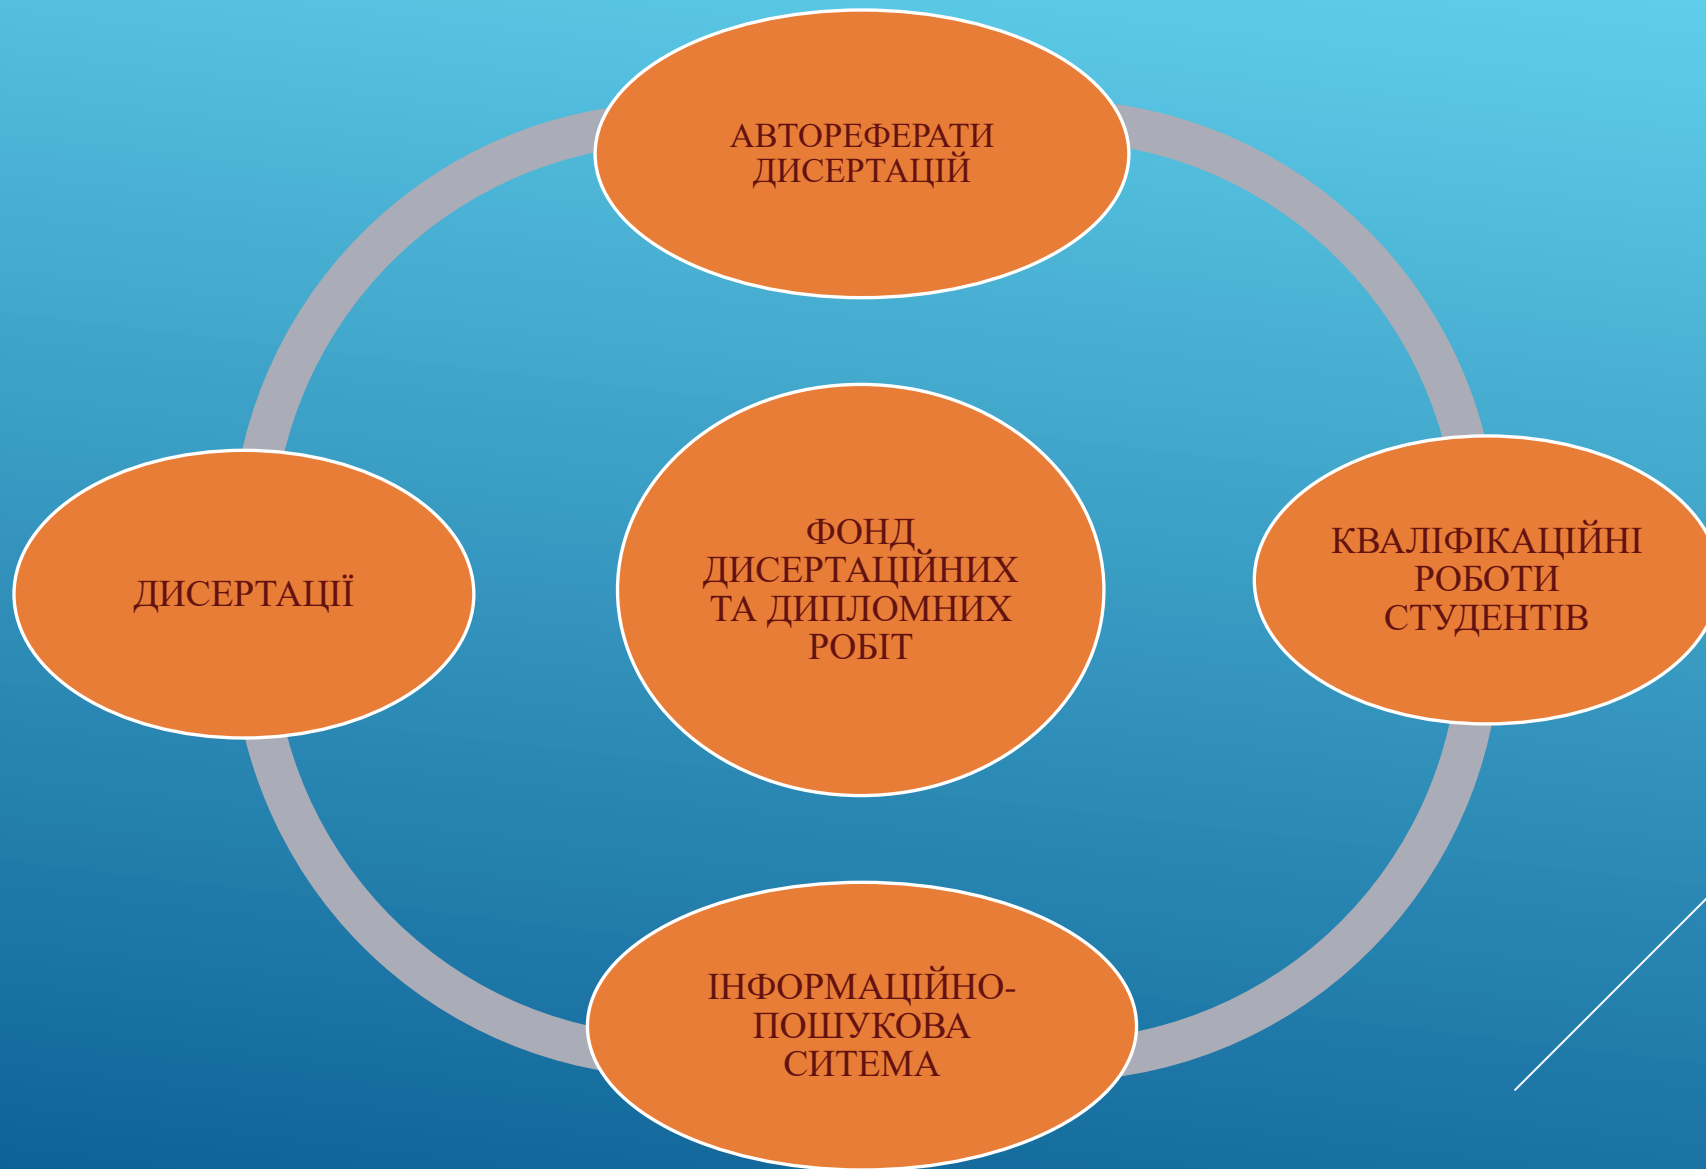 АВТОРЕФЕРАТИ
ДИСЕРТАЦІЙ
ДИСЕРТАЦІЇ
ФОНД
ДИСЕРТАЦІЙНИХ
ТА ДИПЛОМНИХ
РОБІТ
КВАЛІФІКАЦІЙНІ
РОБОТИ
СТУДЕНТІВ
ІНФОРМАЦІЙНО-
ПОШУКОВА
СИТЕМА